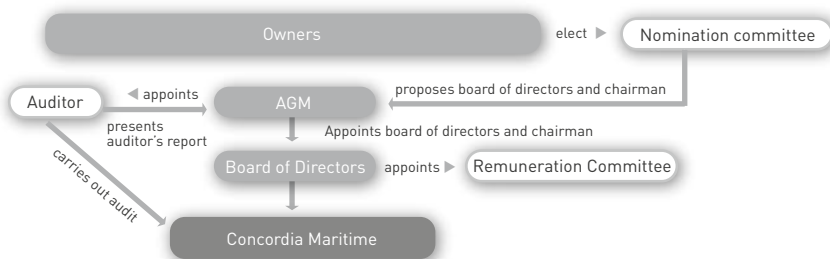 Owners
elect
Nomination committee
proposes board of directors and chairman
Auditor
appoints
AGM
presents
auditor's report
Appoints board of directors and chairman
carries out audit
Board of Directors
appoints
Remuneration Committee
Concordia Maritime